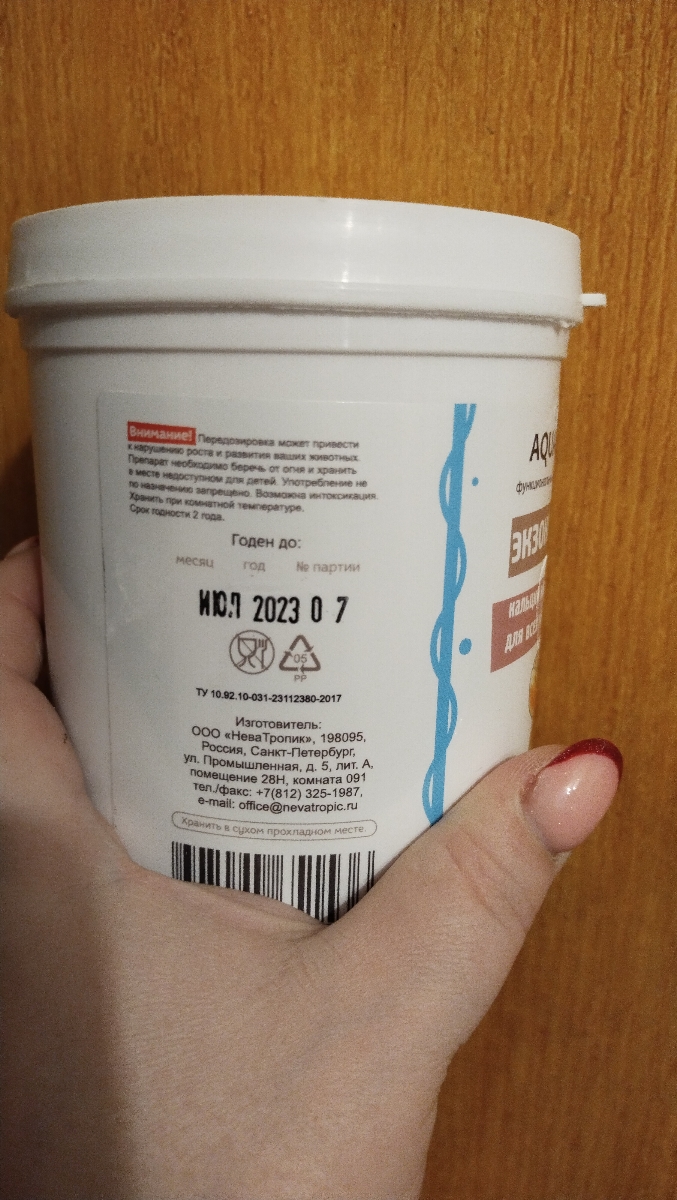 Внимание! Передозировка может привести
к нарушению роста и развития ваших животных.
Препарат необходимо беречь от огня и хранить
в месте недоступном для детей. Употребление не
по назначению запрещено. Возможна интоксикация.
Хранить при комнатной температуре.
Срок годности 2 года.
Годен до:
месяц год № партии
ИЮЛ 2023 0 7
05
PP
ТУ 10.92.10-031-23112380-2017
Изготовитель:
ООО «НеваТропик», 198095,
Россия, Санкт-Петербург,
ул. Промышленная, д. 5, лит. А,
помещение 28Н, комната 091
тел./факс: +7(812) 325-1987,
e-mail: office@nevatropic.ru
Хранить в сухом прохладном месте.
для